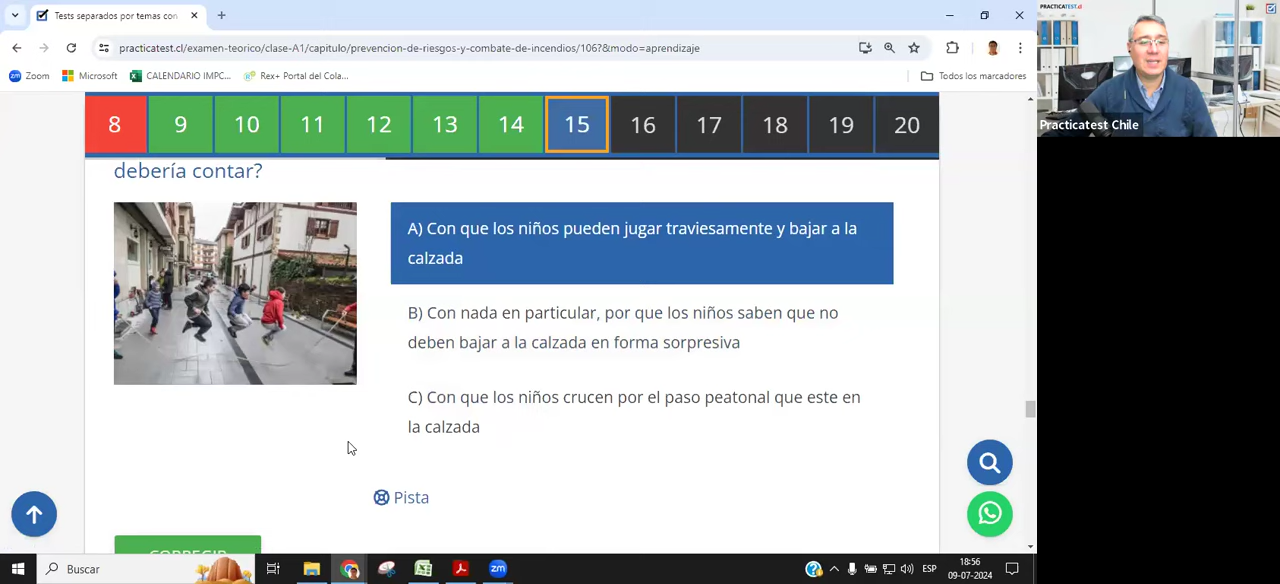 Tests separados por temas con
practicatest.cl/examen-teorico/clase-A1/capitulo/prevencion-de-riesgos-y-combate-de-incendios/106?&modo=aprendizaje
Zoom
Microsoft
CALENDARIO IMPC...
Rex+ Portal del Cola...
Todos los marcadores
PRACTICATEST.cl
Practicatest Chile
8 9 10 11 12 13 14 15 16 17 18 19 20
debería contar?
A) Con que los niños pueden jugar traviesamente y bajar a la
calzada
B) Con nada en particular, por que los niños saben que no
deben bajar a la calzada en forma sorpresiva
C) Con que los niños crucen por el paso peatonal que este en
la calzada
Pista
CORREGIR
Buscar
ESP
18:56
09-07-2024